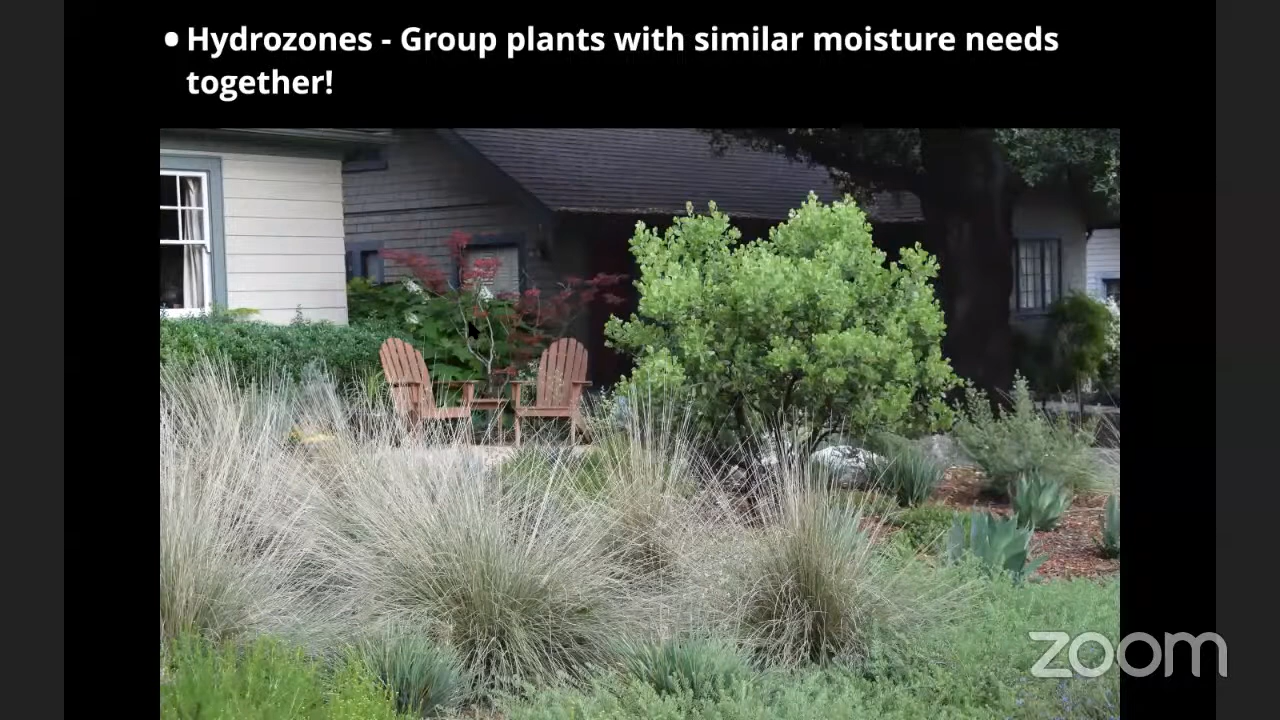 • Hydrozones - Group plants with similar moisture needs
together!
zoom